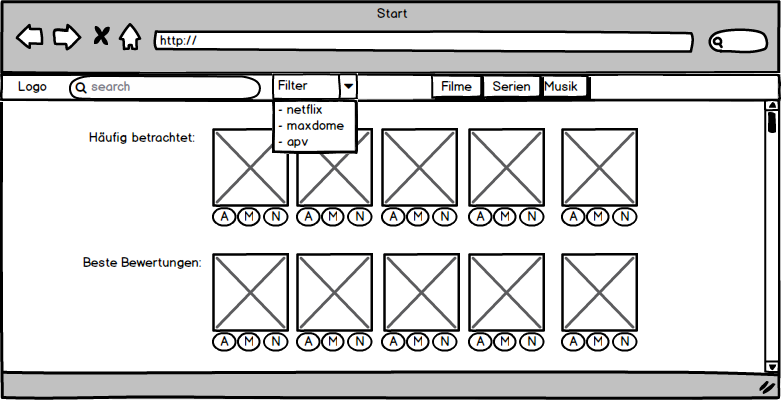 Start
http://
Logo
search
Filter
Filme
Serien
Musik
- netflix
- maxdome
- apv
Häufig betrachtet:
A M N A M N A M N A M N A M N
Beste Bewertungen:
A M N A M N A M N A M N A M N